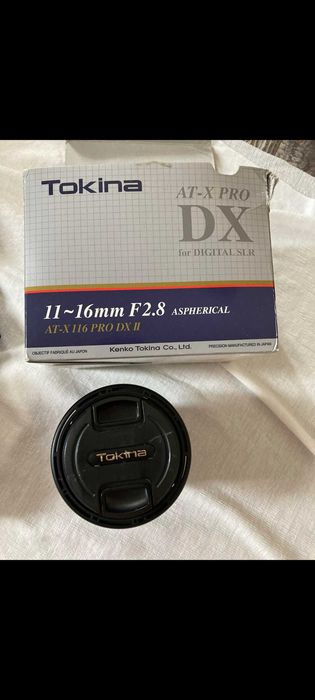 Tokina
AT-X PRO
DX
for DIGITAL SLR
11~16mm F2.8 ASPHERICAL
AT-X 116 PRO DX II
OBJECTIF FABRIQUÉ AU JAPON
Kenko Tokina Co., Ltd.
PRECISION MANUFACTURED IN JAPAN
Tokina